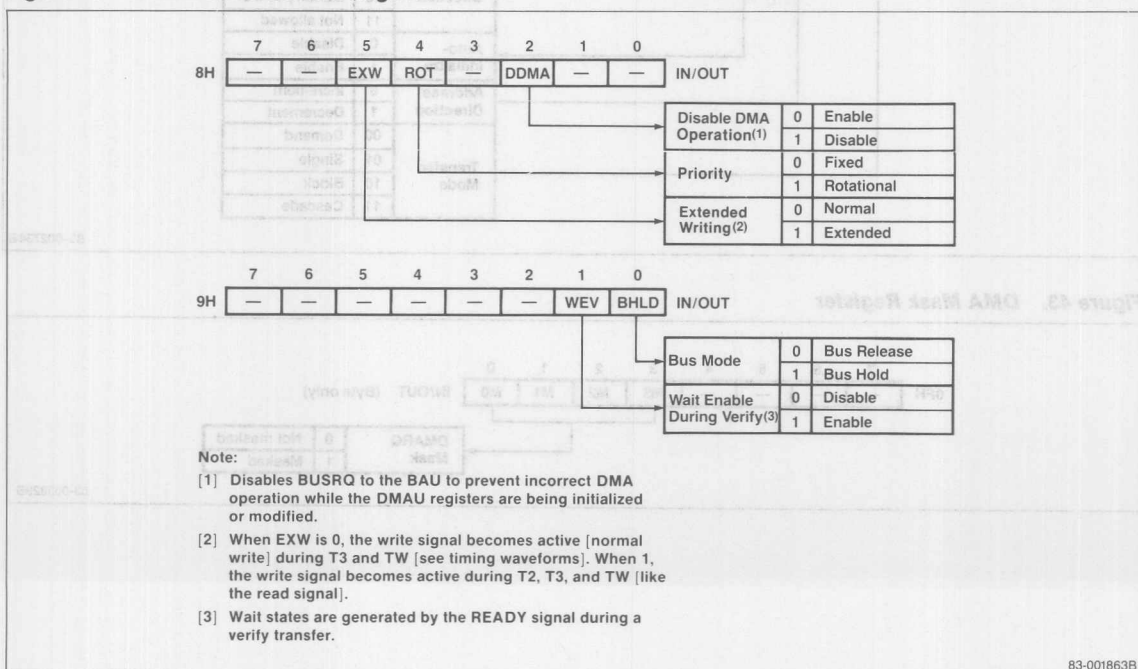 7 6 5 4 3 2 1 0
8H — — EXW ROT — DDMA — — IN/OUT
Disable DMA Operation(1) 0 Enable
1 Disable
Priority 0 Fixed
1 Rotational
Extended Writing(2) 0 Normal
1 Extended
7 6 5 4 3 2 1 0
9H — — — — — — WEV BHLD IN/OUT
Bus Mode 0 Bus Release
1 Bus Hold
Wait Enable During Verify(3) 0 Disable
1 Enable
Note:
[1] Disables BUSRQ to the BAU to prevent incorrect DMA
operation while the DMAU registers are being initialized
or modified.
[2] When EXW is 0, the write signal becomes active [normal
write] during T3 and TW [see timing waveforms]. When 1,
the write signal becomes active during T2, T3, and TW [like
the read signal].
[3] Wait states are generated by the READY signal during a
verify transfer.
83-001863B